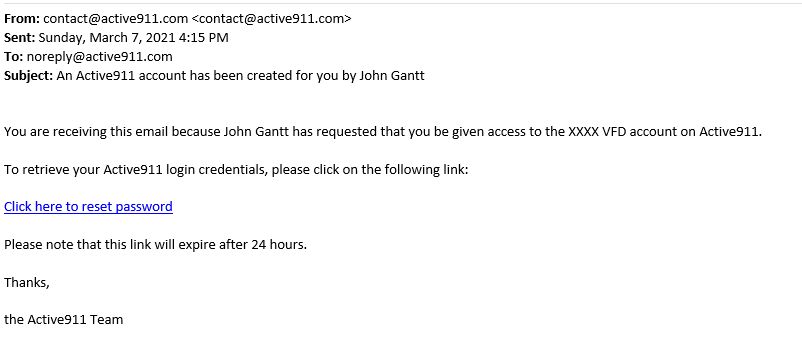 From: contact@active911.com <contact@active911.com>
Sent: Sunday, March 7, 2021 4:15 PM
To: noreply@active911.com
Subject: An Active911 account has been created for you by John Gantt
You are receiving this email because John Gantt has requested that you be given access to the XXXX VFD account on Active911.
To retrieve your Active911 login credentials, please click on the following link:
Click here to reset password
Please note that this link will expire after 24 hours.
Thanks,
the Active911 Team